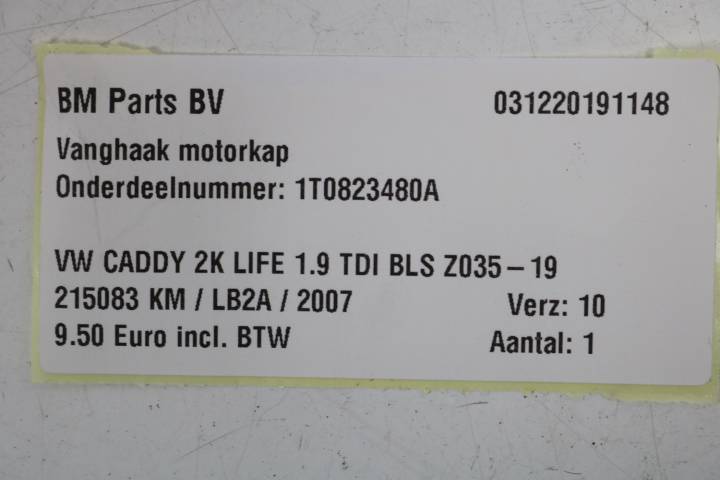 BM Parts BV 031220191148
Vanghaak motorkap
Onderdeelnummer: 1T0823480A
VW CADDY 2K LIFE 1.9 TDI BLS Z035-19
215083 KM / LB2A / 2007 Verz: 10
9.50 Euro incl. BTW Aantal: 1